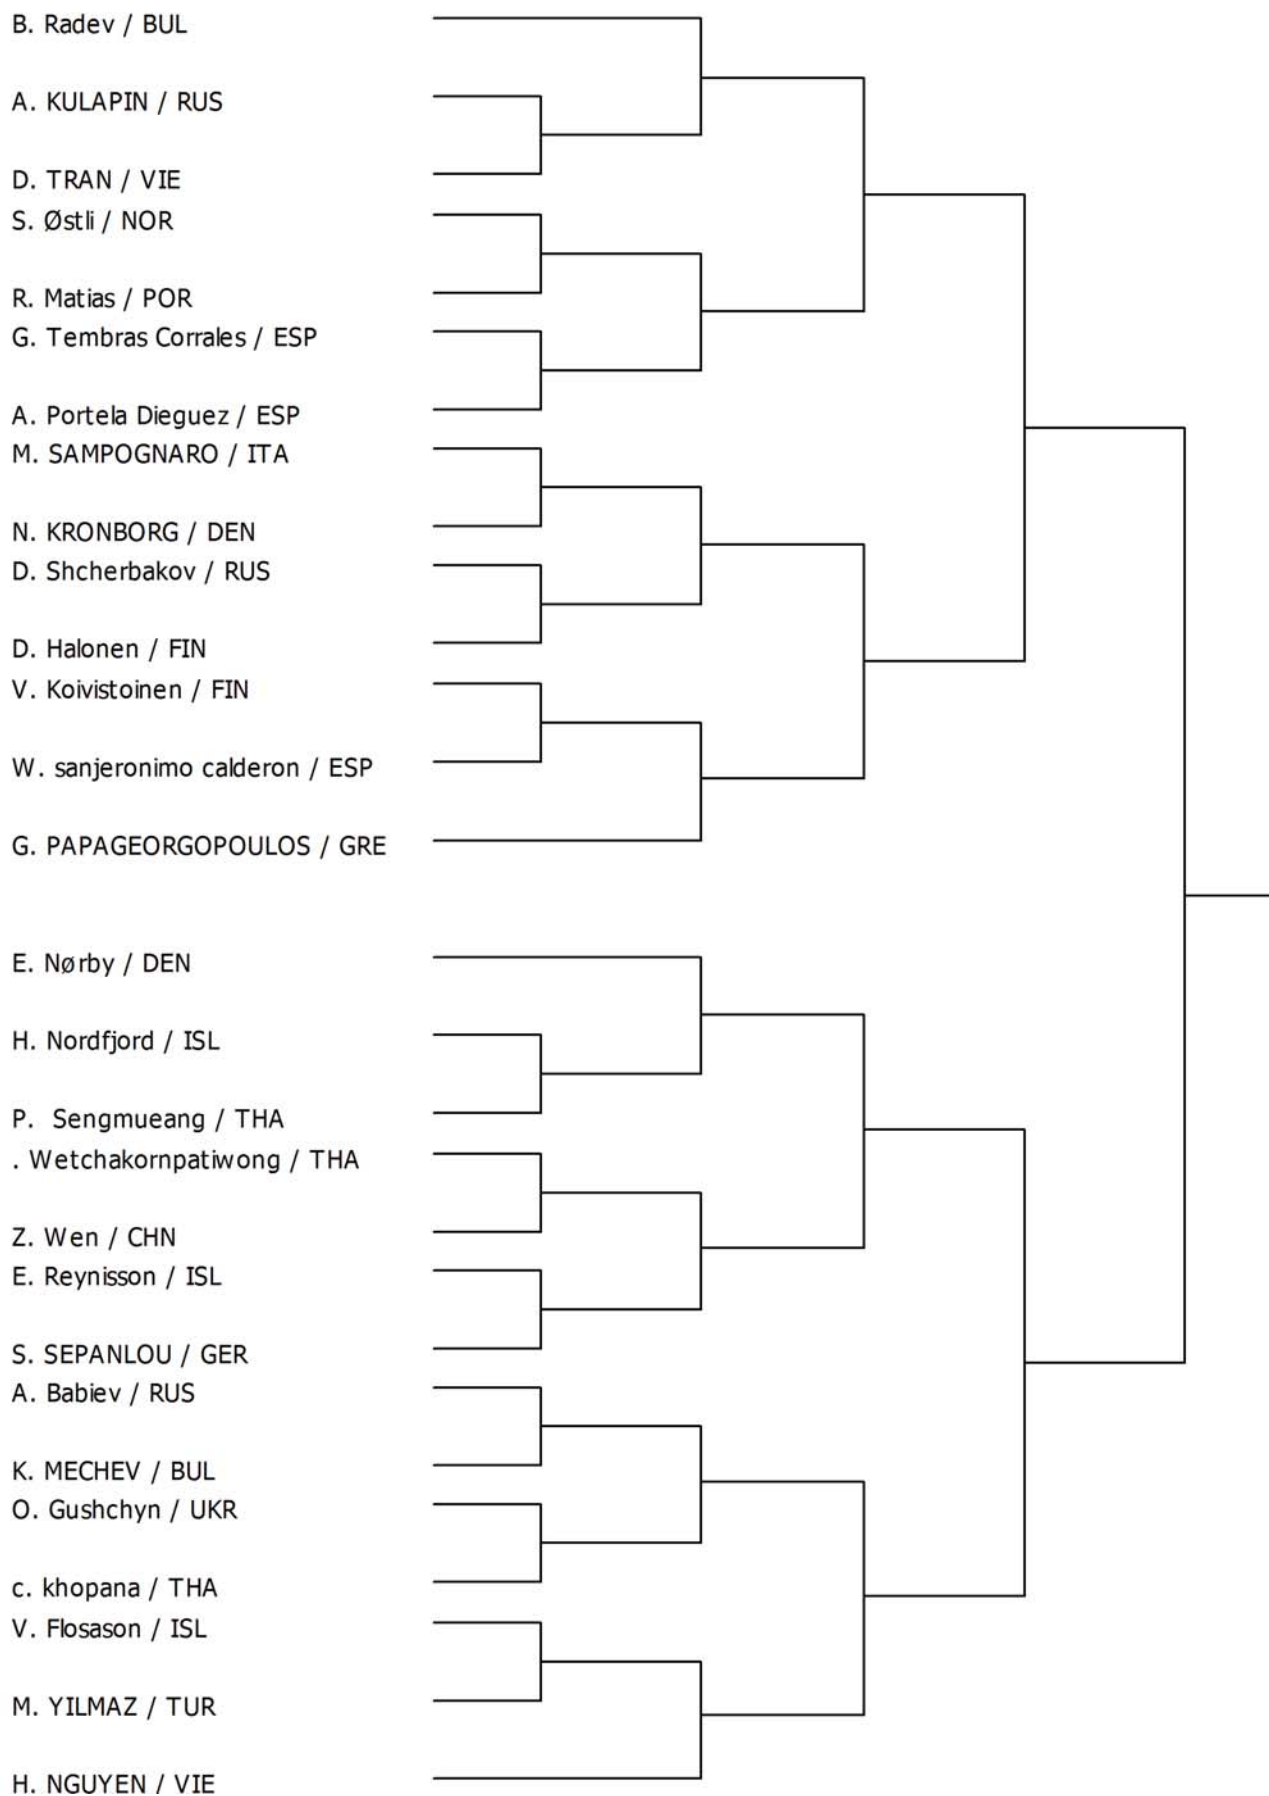 B. Radev / BUL
A. KULAPIN / RUS
D. TRAN / VIE
S. Østli / NOR
R. Matias / POR
G. Tembras Corrales / ESP
A. Portela Dieguez / ESP
M. SAMPOGNARO / ITA
N. KRONBORG / DEN
D. Shcherbakov / RUS
D. Halonen / FIN
V. Koivistoinen / FIN
W. sanjeronimo calderon / ESP
G. PAPAGEORGOPOULOS / GRE
E. Nørby / DEN
H. Nordfjord / ISL
P. Sengmueang / THA
. Wetchakornpatiwong / THA
Z. Wen / CHN
E. Reynisson / ISL
S. SEPANLOU / GER
A. Babiev / RUS
K. MECHEV / BUL
O. Gushchyn / UKR
c. khopana / THA
V. Flosason / ISL
M. YILMAZ / TUR
H. NGUYEN / VIE